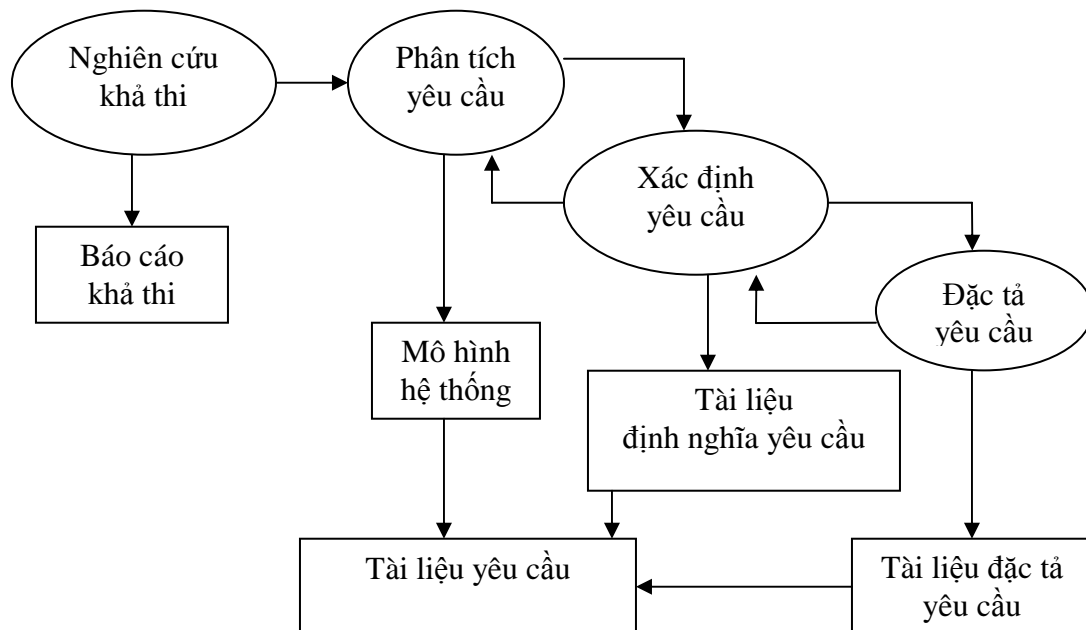 Nghiên cứu
khả thi
Phân tích
yêu cầu
Xác định
yêu cầu
Báo cáo
khả thi
Đặc tả
yêu cầu
Mô hình
hệ thống
Tài liệu
định nghĩa yêu cầu
Tài liệu yêu cầu
Tài liệu đặc tả
yêu cầu